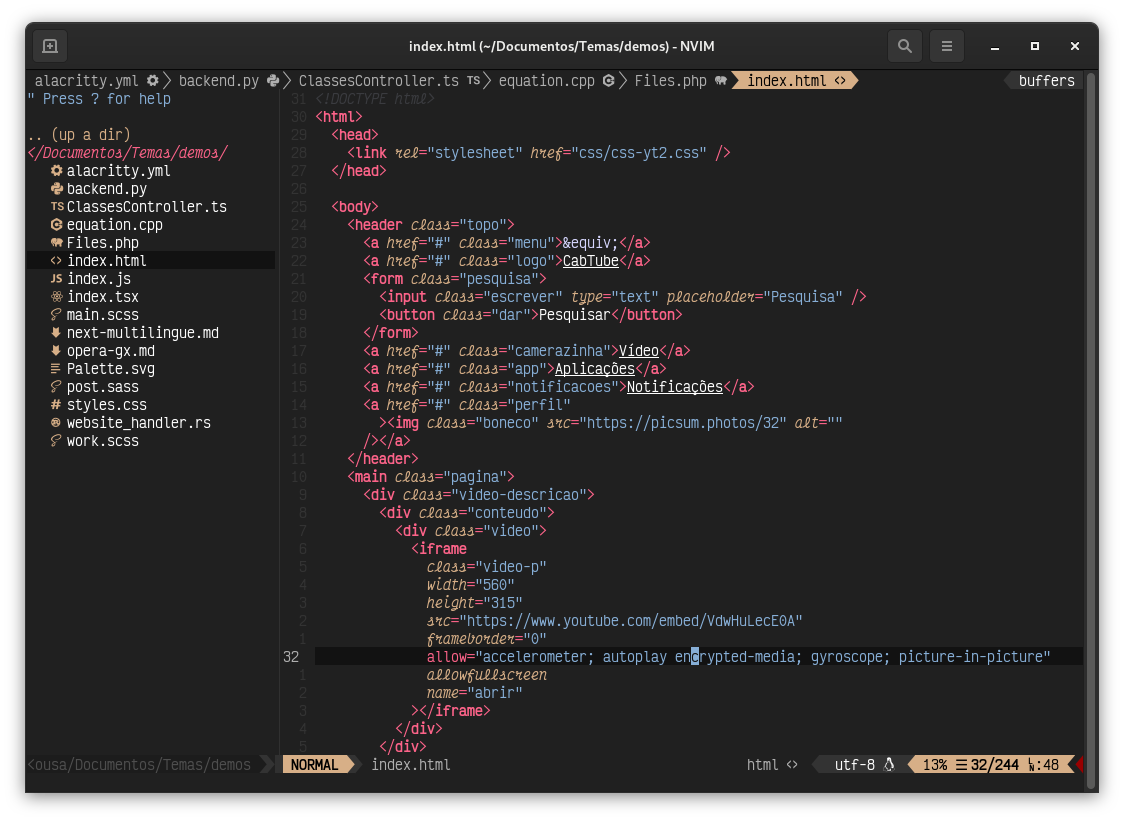 index.html (~/Documentos/Temas/demos) - NVIM
alacritty.yml backend.py ClassesController.ts TS equation.cpp Files.php index.html <> buffers
" Press ? for help
.. (up a dir)
</Documentos/Temas/demos/
alacritty.yml
backend.py
TS ClassesController.ts
equation.cpp
Files.php
<> index.html
JS index.js
index.tsx
main.scss
next-multilingue.md
opera-gx.md
Palette.svg
post.sass
# styles.css
website_handler.rs
work.scss
31 <!DOCTYPE html>
30 <html>
29   <head>
28     <link rel="stylesheet" href="css/css-yt2.css" />
27   </head>
26
25   <body>
24     <header class="topo">
23       <a href="#" class="menu">&equiv;</a>
22       <a href="#" class="logo">CabTube</a>
21       <form class="pesquisa">
20         <input class="escrever" type="text" placeholder="Pesquisa" />
19         <button class="dar">Pesquisar</button>
18       </form>
17       <a href="#" class="camerazinha">Vídeo</a>
16       <a href="#" class="app">Aplicações</a>
15       <a href="#" class="notificacoes">Notificações</a>
14       <a href="#" class="perfil"
13         ><img class="boneco" src="https://picsum.photos/32" alt=""
12       /></a>
11     </header>
10     <main class="pagina">
9       <div class="video-descricao">
8         <div class="conteudo">
7           <div class="video">
6             <iframe
5               class="video-p"
4               width="560"
3               height="315"
2               src="https://www.youtube.com/embed/VdwHuLecE0A"
1               frameborder="0"
32               allow="accelerometer; autoplay encrypted-media; gyroscope; picture-in-picture"
1               allowfullscreen
2               name="abrir"
3             ></iframe>
4           </div>
5         </div>
<ousa/Documentos/Temas/demos NORMAL index.html html <> utf-8 13% ☰ 32/244 :48